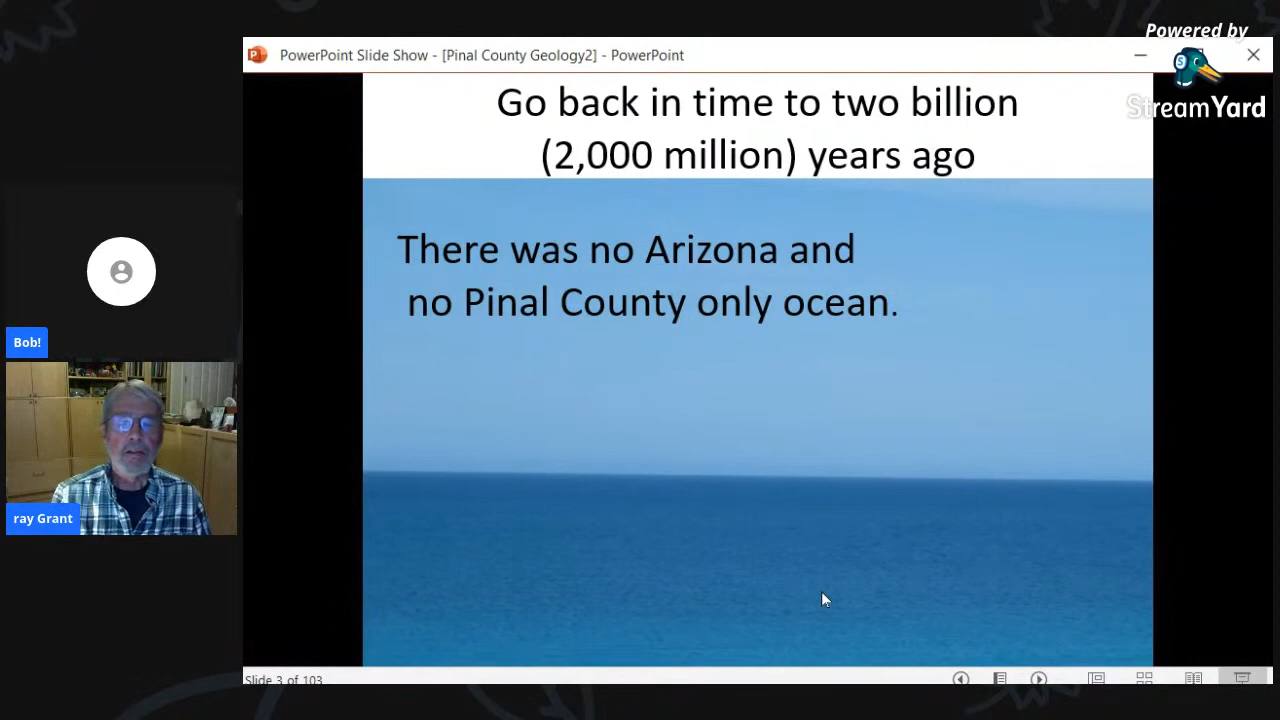 Powered by
StreamYard
PowerPoint Slide Show - [Pinal County Geology2] - PowerPoint
Go back in time to two billion
(2,000 million) years ago
There was no Arizona and
no Pinal County only ocean.
Bob!
ray Grant
Slide 3 of 103